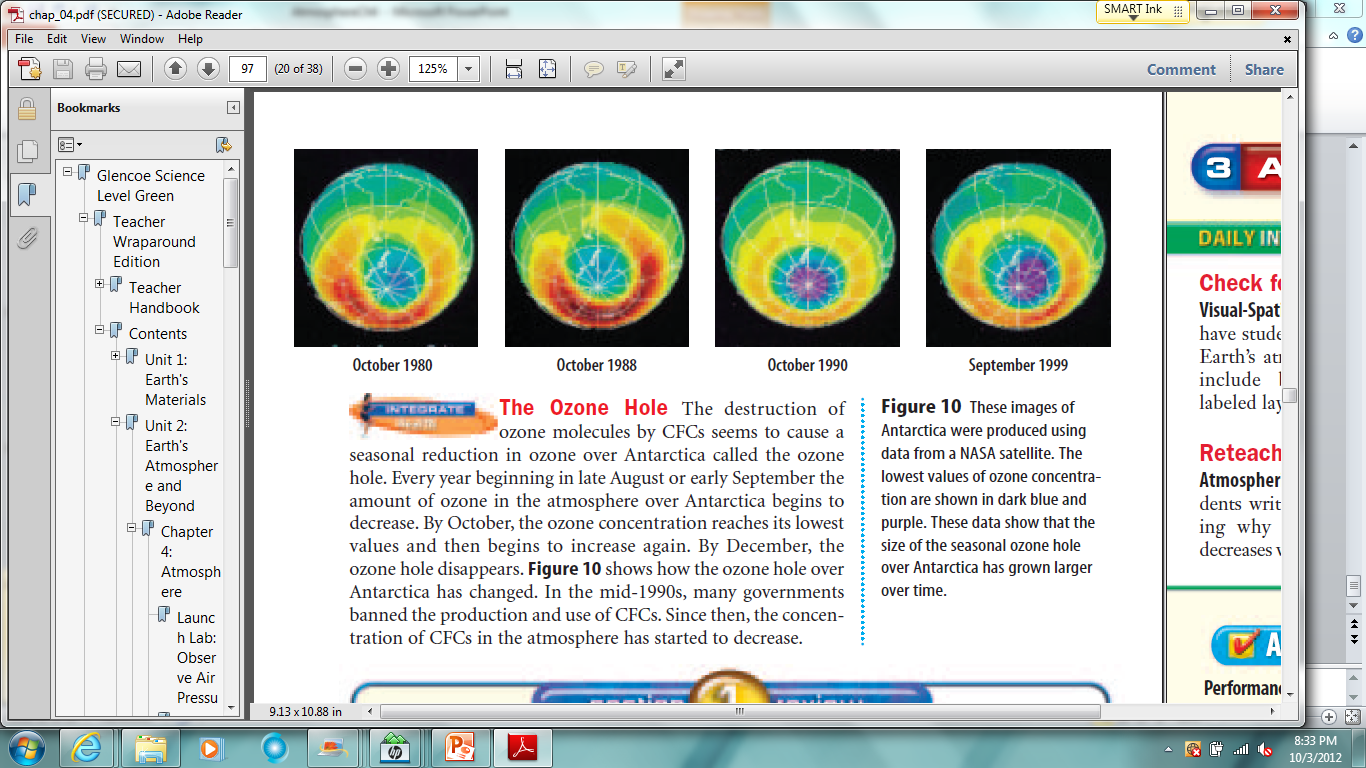 AtmosphereCh4 - Microsoft PowerPoint
chap_04.pdf (SECURED) - Adobe Reader
SMART Ink
File Edit View Window Help
97 (20 of 38) 125% Comment Share
Bookmarks
Glencoe Science
Level Green
Teacher
Wraparound
Edition
Teacher
Handbook
Contents
Unit 1:
Earth's
Materials
Unit 2:
Earth's
Atmospher
e and
Beyond
Chapter
4:
Atmosph
ere
Launc
h Lab:
Obser
ve Air
Pressu
October 1980 October 1988 October 1990 September 1999
INTEGRATE
Health
The Ozone Hole The destruction of
ozone molecules by CFCs seems to cause a
seasonal reduction in ozone over Antarctica called the ozone
hole. Every year beginning in late August or early September the
amount of ozone in the atmosphere over Antarctica begins to
decrease. By October, the ozone concentration reaches its lowest
values and then begins to increase again. By December, the
ozone hole disappears. Figure 10 shows how the ozone hole over
Antarctica has changed. In the mid-1990s, many governments
banned the production and use of CFCs. Since then, the concen-
tration of CFCs in the atmosphere has started to decrease.
Figure 10 These images of
Antarctica were produced using
data from a NASA satellite. The
lowest values of ozone concentra-
tion are shown in dark blue and
purple. These data show that the
size of the seasonal ozone hole
over Antarctica has grown larger
over time.
section 1 review
3 A
DAILY IN
Check fo
Visual-Spat
have stude
Earth's atm
include l
labeled lay
Reteach
Atmospher
dents writ
ing why
decreases v
A
Performan
9.13 x 10.88 in
8:33 PM
10/3/2012